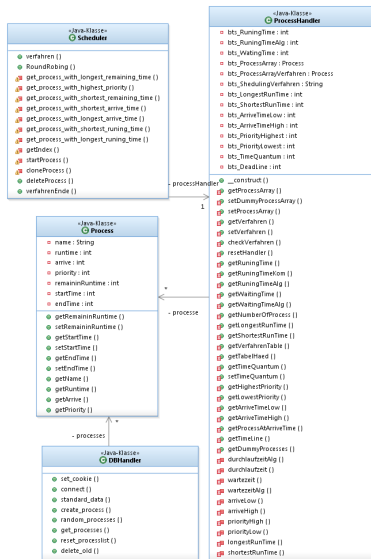 «Java-Klasse»
Scheduler
verfahren ()
RoundRobing ()
get_process_with_longest_remaining_time ()
get_process_with_highest_priority ()
get_process_with_shortest_remaining_time ()
get_process_with_shortest_arrive_time ()
get_process_with_longest_arrive_time ()
get_process_with_shortest_runing_time ()
get_process_with_longest_runing_time ()
getIndex ()
startProcess ()
cloneProcess ()
deleteProcess ()
verfahrenEnde ()
- processHandler
1
«Java-Klasse»
ProcessHandler
bts_RuningTime : int
bts_RuningTimeAlg : int
bts_WatingTime : int
bts_ProcessArray : Process
bts_ProcessArrayVerfahren : Process
bts_ShedulingVerfahren : String
bts_LongestRunTime : int
bts_ShortestRunTime : int
bts_ArriveTimeLow : int
bts_ArriveTimeHigh : int
bts_PriorityHighest : int
bts_PriorityLowest : int
bts_TimeQuantum : int
bts_DeadLine : int
__construct ()
getProcessArray ()
setDummyProcessArray ()
setProcessArray ()
getVerfahren ()
setVerfahren ()
checkVerfahren ()
resetHandler ()
getRuningTime ()
getRuningTimeKom ()
getRuningTimeAlg ()
getWaitingTime ()
getWaitingTimeAlg ()
getNumberOfProcess ()
getLongestRunTime ()
getShortestRunTime ()
getVerfahrenTable ()
getTabelHaed ()
getTimeQuantum ()
setTimeQuantum ()
getHighestPriority ()
getLowestPriority ()
getArriveTimeLow ()
getArriveTimeHigh ()
getProcessAtArriveTime ()
getTimeLine ()
getDummyProcesses ()
durchlaufzeitAlg ()
durchlaufzeit ()
wartezeit ()
wartezeitAlg ()
arriveLow ()
arriveHigh ()
priorityHigh ()
priorityLow ()
longestRunTime ()
shortestRunTime ()
«Java-Klasse»
Process
name : String
runtime : int
arrive : int
priority : int
remaininRuntime : int
startTime : int
endTime : int
getRemaininRuntime ()
setRemaininRuntime ()
getStartTime ()
setStartTime ()
getEndTime ()
setEndTime ()
getName ()
getRuntime ()
getArrive ()
getPriority ()
*
- processe
*
- processes
«Java-Klasse»
DBHandler
set_cookie ()
connect ()
standard_data ()
create_process ()
random_processes ()
get_processes ()
reset_processlist ()
delete_old ()